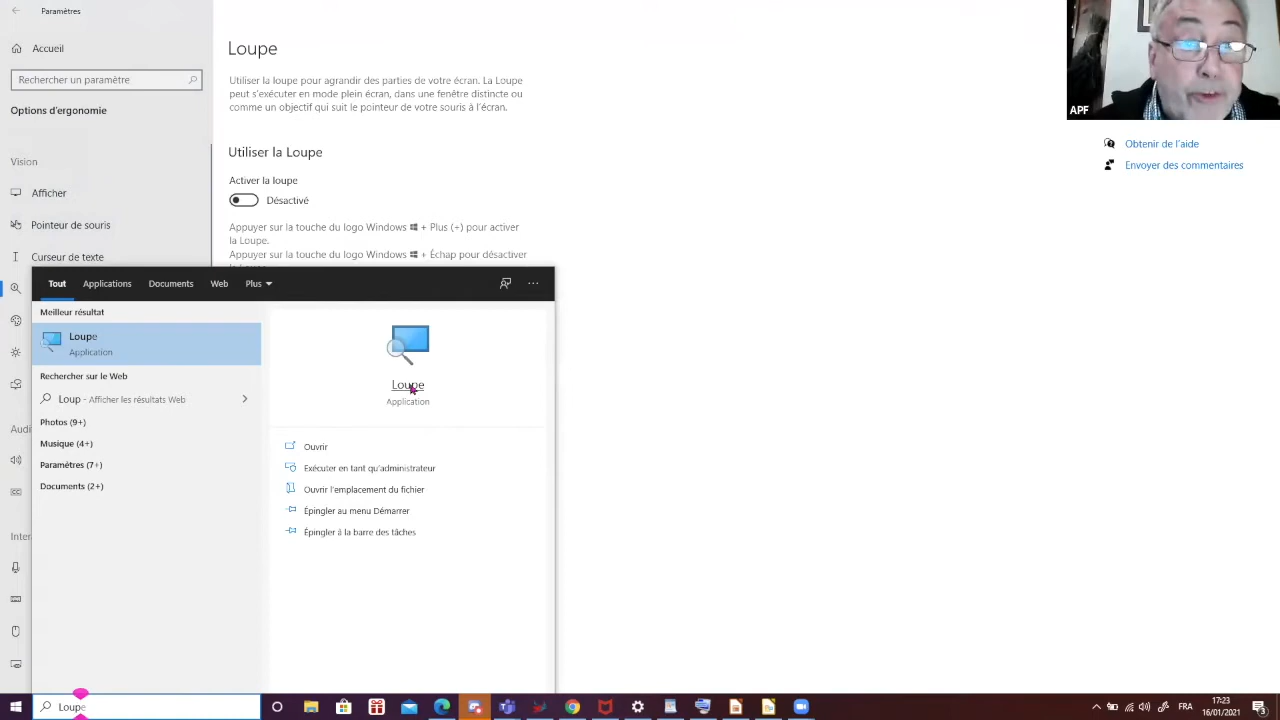 Paramètres
Accueil
Rechercher un paramètre
Options d'ergonomie
Vision
Afficher
Pointeur de souris
Curseur de texte
Loupe
Utiliser la loupe pour agrandir des parties de votre écran. La Loupe
peut s'exécuter en mode plein écran, dans une fenêtre distincte ou
comme un objectif qui suit le pointeur de votre souris à l'écran.
Utiliser la Loupe
Activer la loupe
Désactivé
Appuyer sur la touche du logo Windows + Plus (+) pour activer
la Loupe.
Appuyer sur la touche du logo Windows + Échap pour désactiver
APF
Obtenir de l'aide
Envoyer des commentaires
Tout Applications Documents Web Plus
Meilleur résultat
Loupe
Application
Rechercher sur le Web
Loup - Afficher les résultats Web
Photos (9+)
Musique (4+)
Paramètres (7+)
Documents (2+)
Loupe
Application
Ouvrir
Exécuter en tant qu'administrateur
Ouvrir l'emplacement du fichier
Épingler au menu Démarrer
Épingler à la barre des tâches
Audi
Inter
Loupe
FRA
17:23
16/01/2021
3